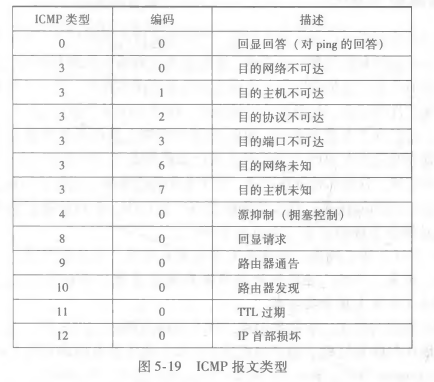 ICMP 类型 编码 描述
0 0 回显回答（对 ping 的回答）
3 0 目的网络不可达
3 1 目的主机不可达
3 2 目的协议不可达
3 3 目的端口不可达
3 6 目的网络未知
3 7 目的主机未知
4 0 源抑制（拥塞控制）
8 0 回显请求
9 0 路由器通告
10 0 路由器发现
11 0 TTL 过期
12 0 IP 首部损坏
图 5-19 ICMP 报文类型